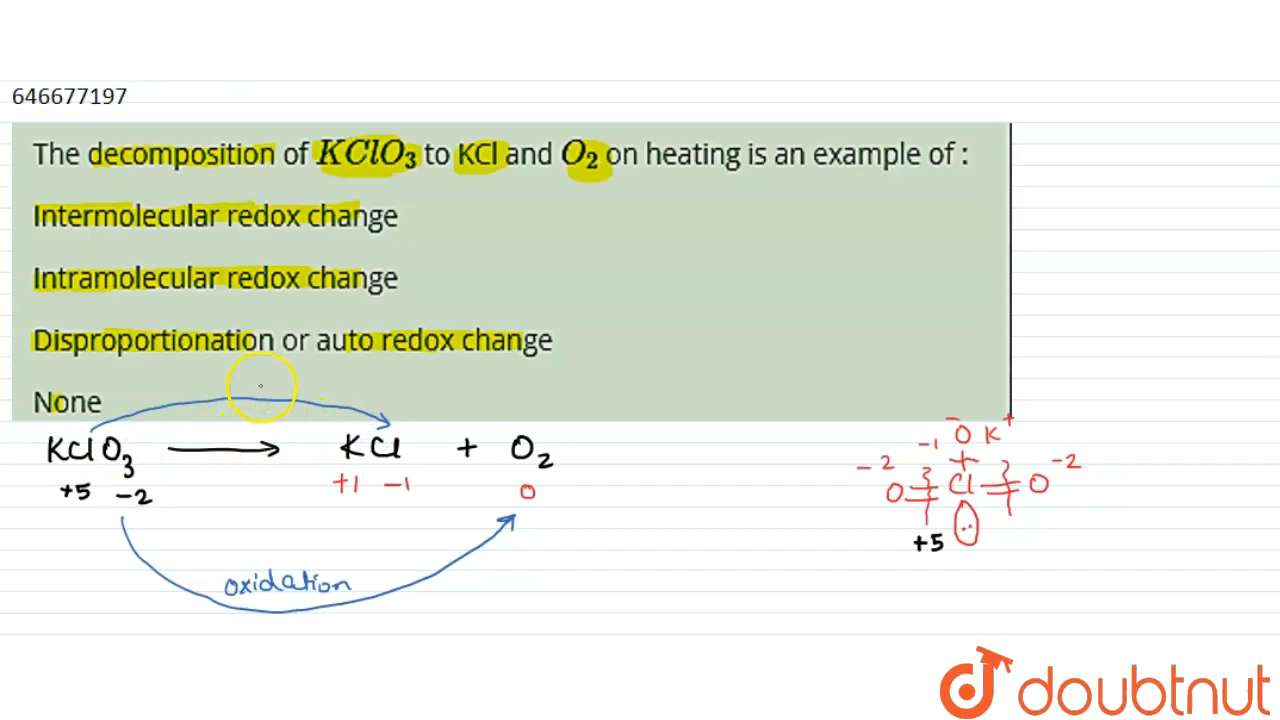 646677197
The decomposition of KClO₃ to KCl and O₂ on heating is an example of :
Intermolecular redox change
Intramolecular redox change
Disproportionation or auto redox change
None
KClO₃ ⟶ KCl + O₂
+5 -2 +1 -1 0
oxidation
-1 O⁻ K⁺
-2 O = Cl = O -2
+5 ..
doubtnut